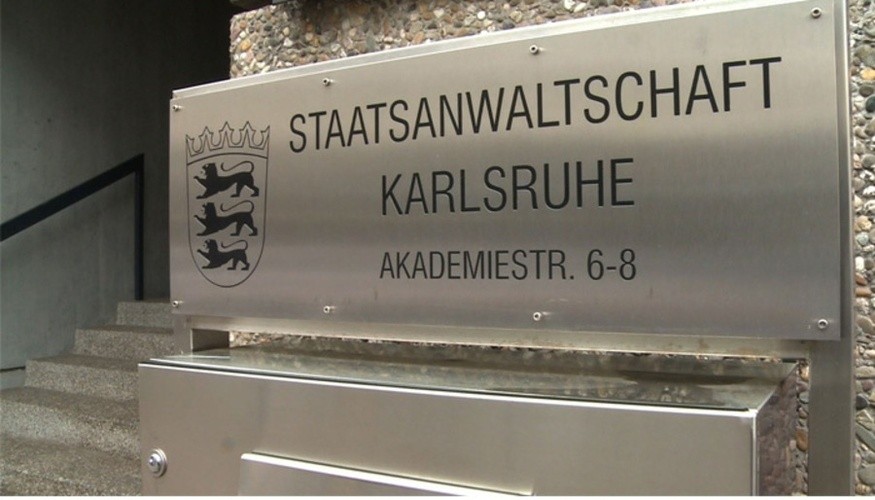 STAATSANWALTSCHAFT
KARLSRUHE
AKADEMIESTR. 6-8